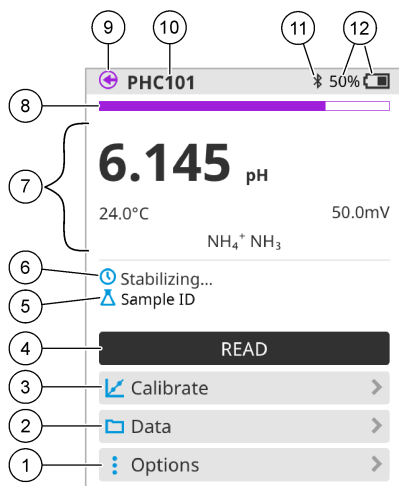 9 10 11 12
PHC101 50%
8
7
6.145 pH
24.0°C 50.0mV
NH₄⁺ NH₃
6 Stabilizing...
5 Sample ID
4 READ
3 Calibrate
2 Data
1 Options